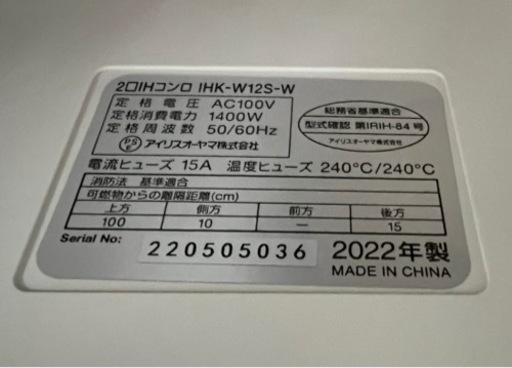 2口IHコンロ IHK-W12S-W
定格電圧 AC100V
定格消費電力 1400W
定格周波数 50/60Hz
PSE アイリスオーヤマ株式会社
総務省基準適合
型式確認 第IRIH-84号
アイリスオーヤマ株式会社
電流ヒューズ 15A 温度ヒューズ 240℃/240℃
消防法 基準適合
可燃物からの離隔距離(cm)
上方 側方 前方 後方
100 10 — 15
Serial No: 220505036 2022年製
MADE IN CHINA